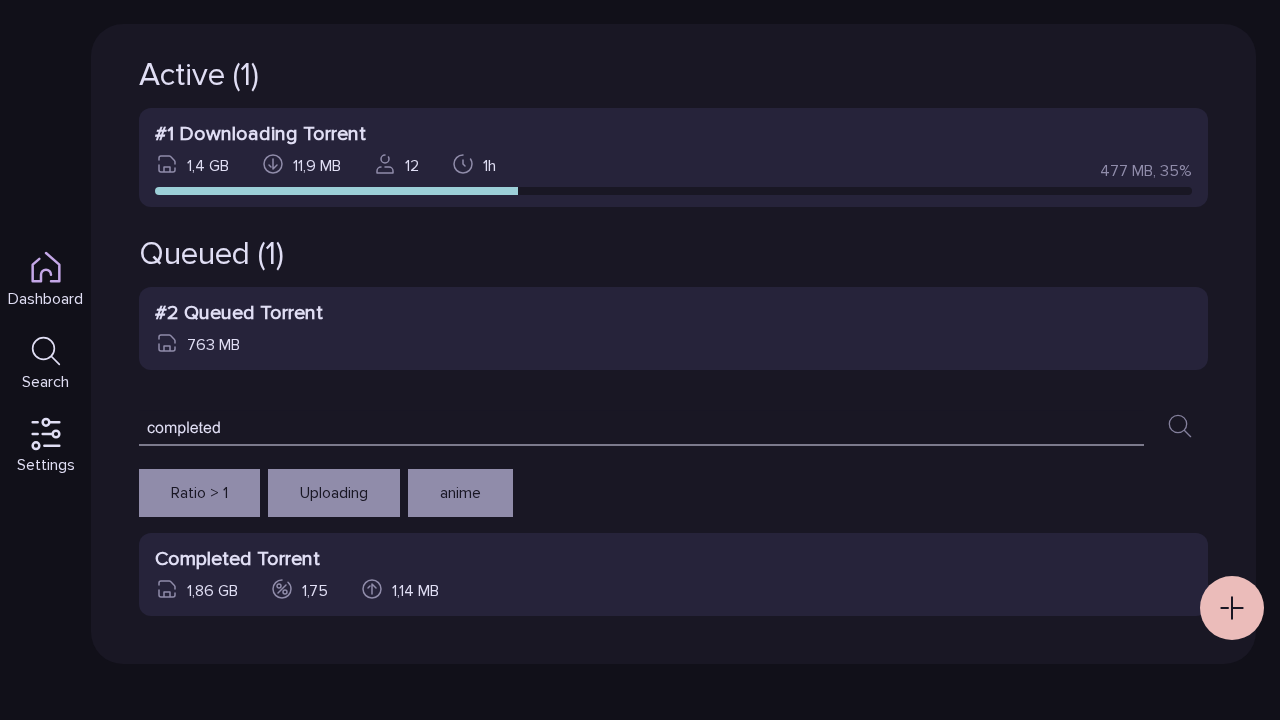 Active (1)
#1 Downloading Torrent
1,4 GB 11,9 MB 12 1h
477 MB, 35%
Queued (1)
#2 Queued Torrent
763 MB
Dashboard
Search
Settings
completed
Ratio > 1 Uploading anime
Completed Torrent
1,86 GB 1,75 1,14 MB